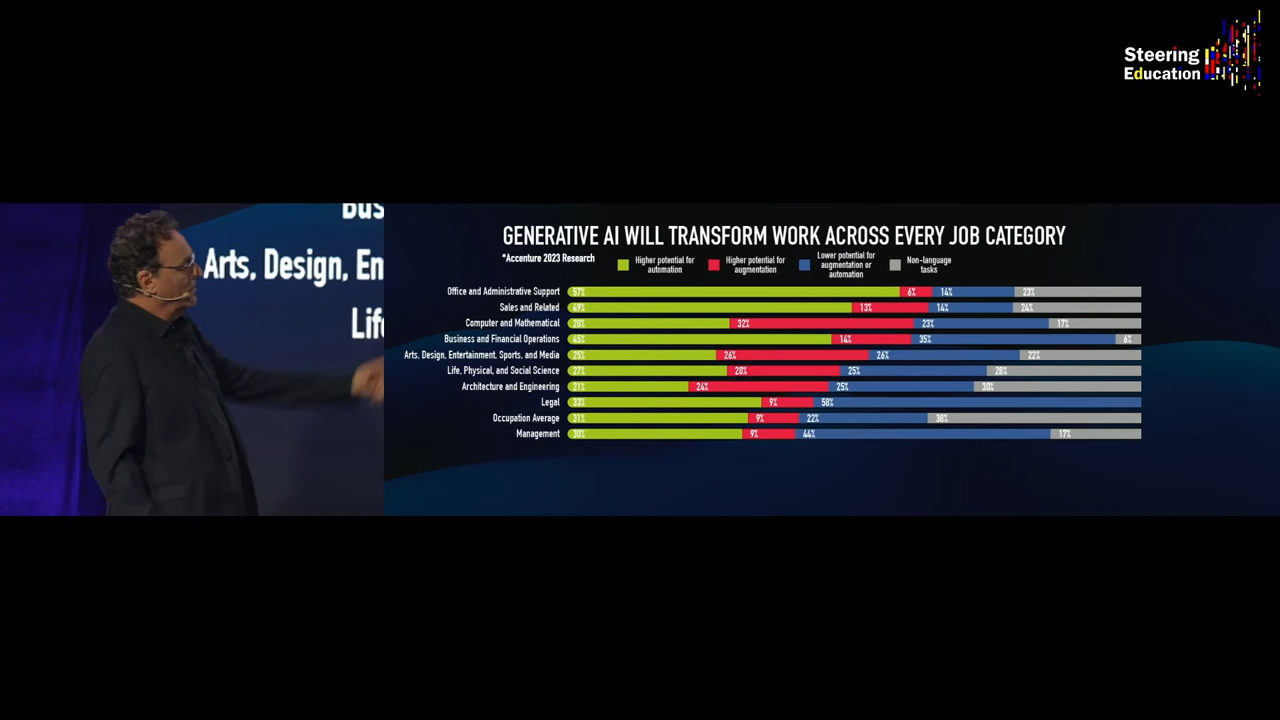 Steering
Education
Bus
Arts, Design, En
Life
GENERATIVE AI WILL TRANSFORM WORK ACROSS EVERY JOB CATEGORY
*Accenture 2023 Research
Higher potential for
automation
Higher potential for
augmentation
Lower potential for
augmentation or
automation
Non-language
tasks
Office and Administrative Support 57% 6% 14% 23%
Sales and Related 49% 13% 14% 24%
Computer and Mathematical 28% 32% 23% 17%
Business and Financial Operations 45% 14% 35% 6%
Arts, Design, Entertainment, Sports, and Media 25% 26% 26% 22%
Life, Physical, and Social Science 27% 20% 25% 28%
Architecture and Engineering 21% 24% 25% 30%
Legal 33% 9% 58%
Occupation Average 31% 9% 22% 38%
Management 30% 9% 44% 17%